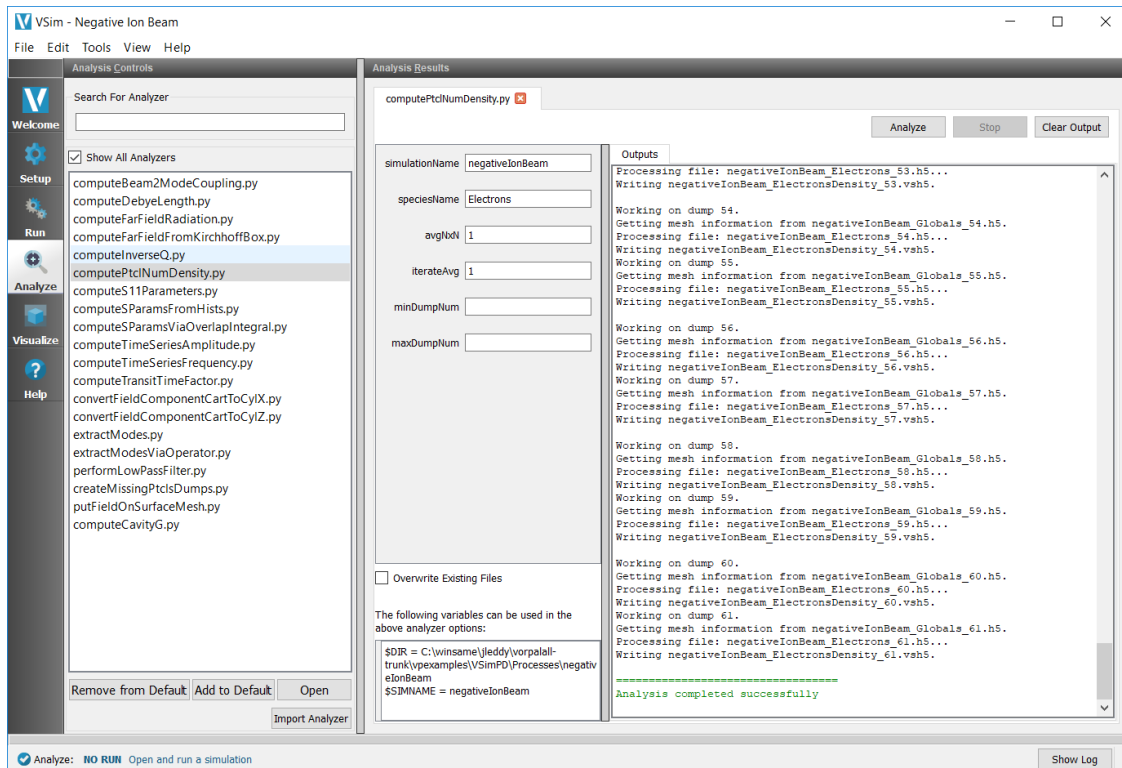 VSim - Negative Ion Beam
File Edit Tools View Help
Analysis Controls
Welcome
Setup
Run
Analyze
Visualize
Help
Search For Analyzer
Show All Analyzers
computeBeam2ModeCoupling.py
computeDebyeLength.py
computeFarFieldRadiation.py
computeFarFieldFromKirchhoffBox.py
computeInverseQ.py
computePtclNumDensity.py
computeS11Parameters.py
computeSParamsFromHists.py
computeSParamsViaOverlapIntegral.py
computeTimeSeriesAmplitude.py
computeTimeSeriesFrequency.py
computeTransitTimeFactor.py
convertFieldComponentCartToCylX.py
convertFieldComponentCartToCylZ.py
extractModes.py
extractModesViaOperator.py
performLowPassFilter.py
createMissingPtclsDumps.py
putFieldOnSurfaceMesh.py
computeCavityG.py
Remove from Default Add to Default Open
Import Analyzer
Analysis Results
computePtclNumDensity.py
Analyze Stop Clear Output
simulationName negativeIonBeam
speciesName Electrons
avgNxN 1
iterateAvg 1
minDumpNum
maxDumpNum
Overwrite Existing Files
The following variables can be used in the
above analyzer options:
$DIR = C:\winsame\jleddy\vorpalall-
trunk\vpexamples\VSimPD\Processes\negativ
eIonBeam
$SIMNAME = negativeIonBeam
Outputs
Processing file: negativeIonBeam_Electrons_53.h5...
Writing negativeIonBeam_ElectronsDensity_53.vsh5.
Working on dump 54.
Getting mesh information from negativeIonBeam_Globals_54.h5.
Processing file: negativeIonBeam_Electrons_54.h5...
Writing negativeIonBeam_ElectronsDensity_54.vsh5.
Working on dump 55.
Getting mesh information from negativeIonBeam_Globals_55.h5.
Processing file: negativeIonBeam_Electrons_55.h5...
Writing negativeIonBeam_ElectronsDensity_55.vsh5.
Working on dump 56.
Getting mesh information from negativeIonBeam_Globals_56.h5.
Processing file: negativeIonBeam_Electrons_56.h5...
Writing negativeIonBeam_ElectronsDensity_56.vsh5.
Working on dump 57.
Getting mesh information from negativeIonBeam_Globals_57.h5.
Processing file: negativeIonBeam_Electrons_57.h5...
Writing negativeIonBeam_ElectronsDensity_57.vsh5.
Working on dump 58.
Getting mesh information from negativeIonBeam_Globals_58.h5.
Processing file: negativeIonBeam_Electrons_58.h5...
Writing negativeIonBeam_ElectronsDensity_58.vsh5.
Working on dump 59.
Getting mesh information from negativeIonBeam_Globals_59.h5.
Processing file: negativeIonBeam_Electrons_59.h5...
Writing negativeIonBeam_ElectronsDensity_59.vsh5.
Working on dump 60.
Getting mesh information from negativeIonBeam_Globals_60.h5.
Processing file: negativeIonBeam_Electrons_60.h5...
Writing negativeIonBeam_ElectronsDensity_60.vsh5.
Working on dump 61.
Getting mesh information from negativeIonBeam_Globals_61.h5.
Processing file: negativeIonBeam_Electrons_61.h5...
Writing negativeIonBeam_ElectronsDensity_61.vsh5.
==================================
Analysis completed successfully
Analyze: NO RUN Open and run a simulation
Show Log